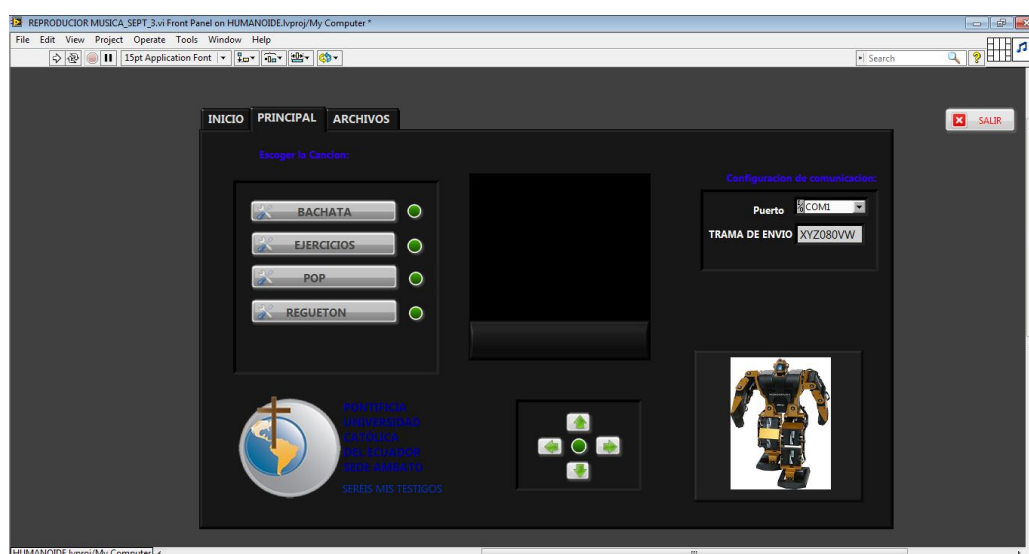 REPRODUCIOR MUSICA_SEPT_3.vi Front Panel on HUMANOIDE.lvproj/My Computer *
File Edit View Project Operate Tools Window Help
15pt Application Font
Search
INICIO PRINCIPAL ARCHIVOS
SALIR
Escoger la Cancion:
Configuracion de comunicacion:
BACHATA
EJERCICIOS
POP
REGUETON
Puerto COM1
TRAMA DE ENVIO XYZ080VW
PONTIFICIA
UNIVERSIDAD
CATÓLICA
DEL ECUADOR
SEDE AMBATO
SERÉIS MIS TESTIGOS
HUMANOIDE.lvproj/My Computer